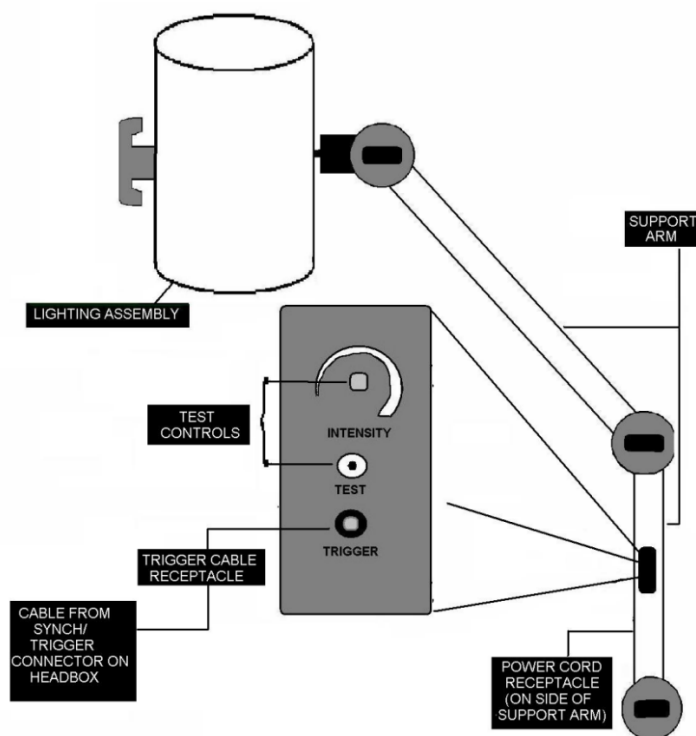 SUPPORT
ARM
LIGHTING ASSEMBLY
TEST
CONTROLS
INTENSITY
TEST
TRIGGER
TRIGGER CABLE
RECEPTACLE
CABLE FROM
SYNCH/
TRIGGER
CONNECTOR ON
HEADBOX
POWER CORD
RECEPTACLE
(ON SIDE OF
SUPPORT ARM)